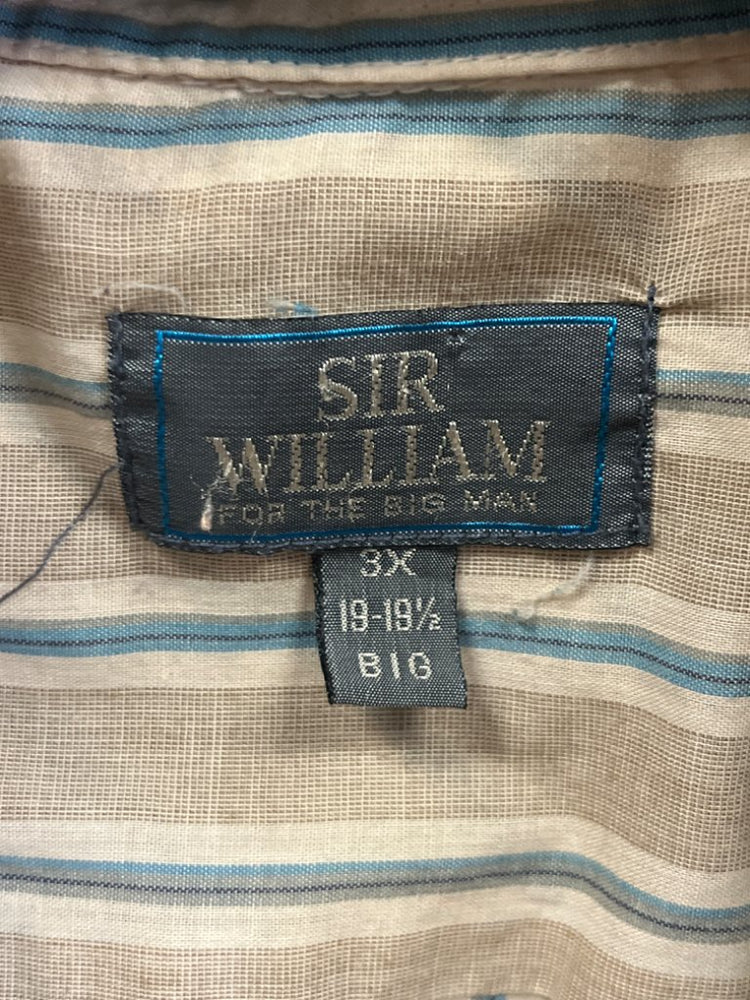 SIR
WILLIAM
FOR THE BIG MAN
3X
19-19½
BIG